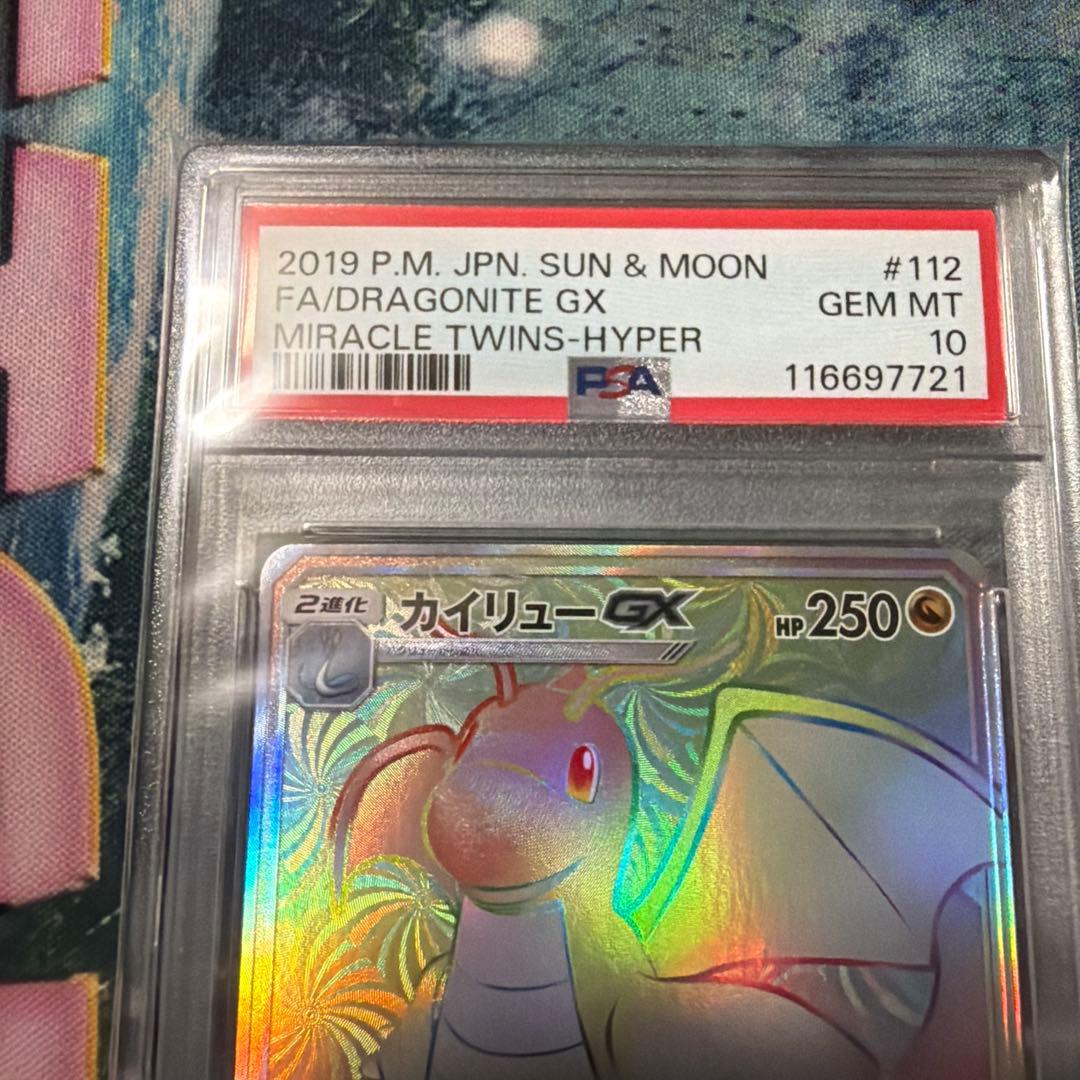 2019 P.M. JPN. SUN & MOON #112
FA/DRAGONITE GX GEM MT
MIRACLE TWINS-HYPER 10
PSA 116697721
2進化 カイリューGX HP250